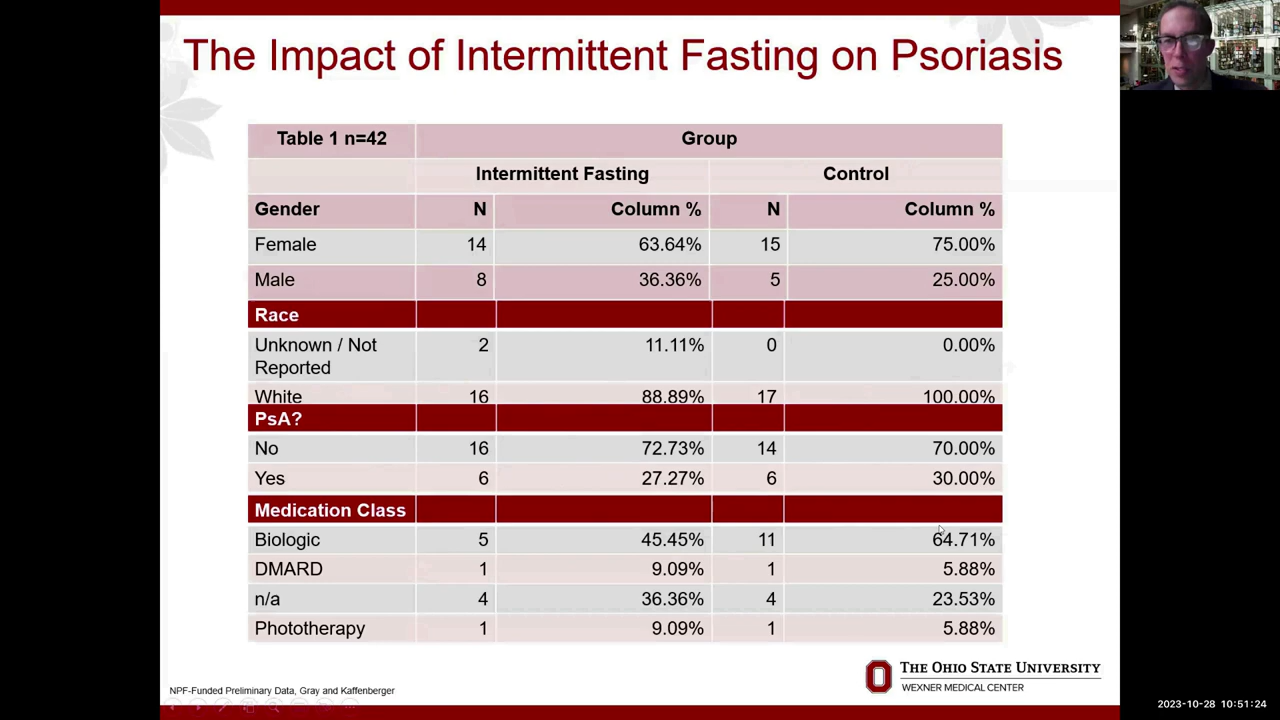 The Impact of Intermittent Fasting on Psoriasis
Table 1 n=42 Group
Intermittent Fasting Control
Gender N Column % N Column %
Female 14 63.64% 15 75.00%
Male 8 36.36% 5 25.00%
Race
Unknown / Not 2 11.11% 0 0.00%
Reported
White 16 88.89% 17 100.00%
PsA?
No 16 72.73% 14 70.00%
Yes 6 27.27% 6 30.00%
Medication Class
Biologic 5 45.45% 11 64.71%
DMARD 1 9.09% 1 5.88%
n/a 4 36.36% 4 23.53%
Phototherapy 1 9.09% 1 5.88%
THE OHIO STATE UNIVERSITY
WEXNER MEDICAL CENTER
NPF-Funded Preliminary Data, Gray and Kaffenberger
2023-10-28 10:51:24